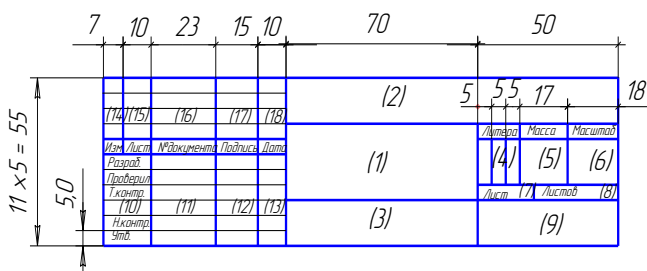 7 10 23 15 10 70 50
(2)
5 5 5 17 18
(14) (15) (16) (17) (18)
Литера Масса Масштаб
Изм Лист №документа Подпись Дата
(1) (4) (5) (6)
Разраб.
Проверил
Т.контр.
Лист (7) Листов (8)
(10) (11) (12) (13)
(3) (9)
Н.контр.
Утв.
11 ×5 = 55
5,0